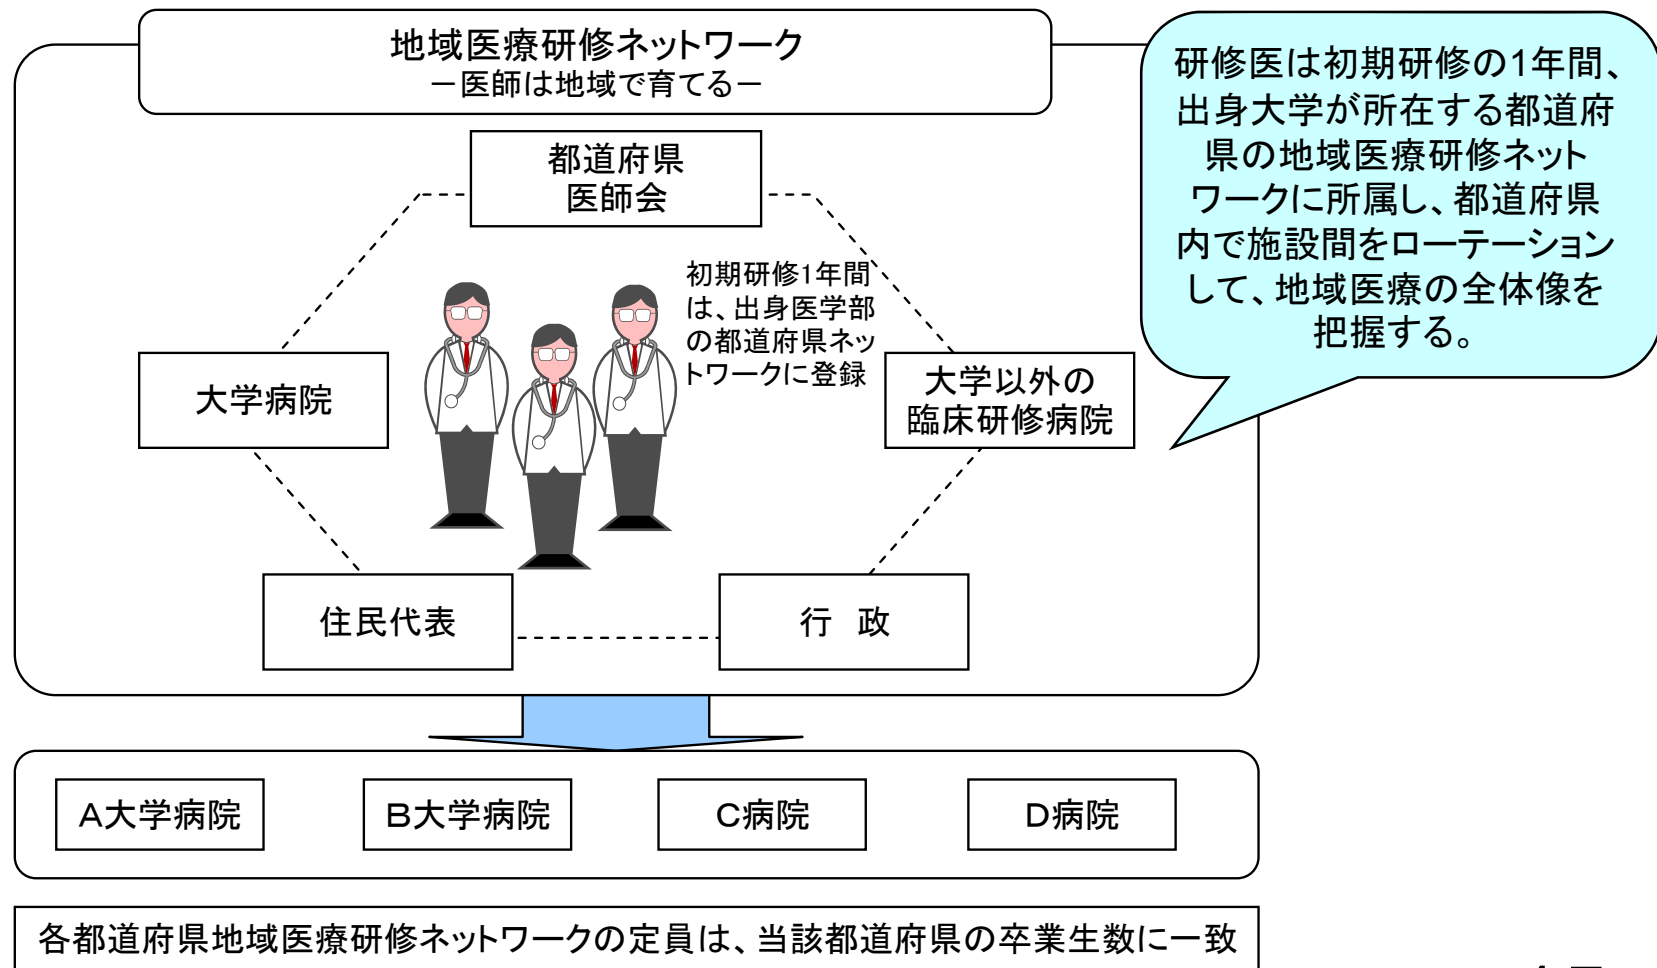 地域医療研修ネットワーク
－医師は地域で育てる－
研修医は初期研修の1年間、
出身大学が所在する都道府
県の地域医療研修ネット
ワークに所属し、都道府県
内で施設間をローテーション
して、地域医療の全体像を
把握する。
都道府県
医師会
初期研修1年間
は、出身医学部
の都道府県ネッ
トワークに登録
大学病院
大学以外の
臨床研修病院
住民代表
行　政
A大学病院
B大学病院
C病院
D病院
各都道府県地域医療研修ネットワークの定員は、当該都道府県の卒業生数に一致